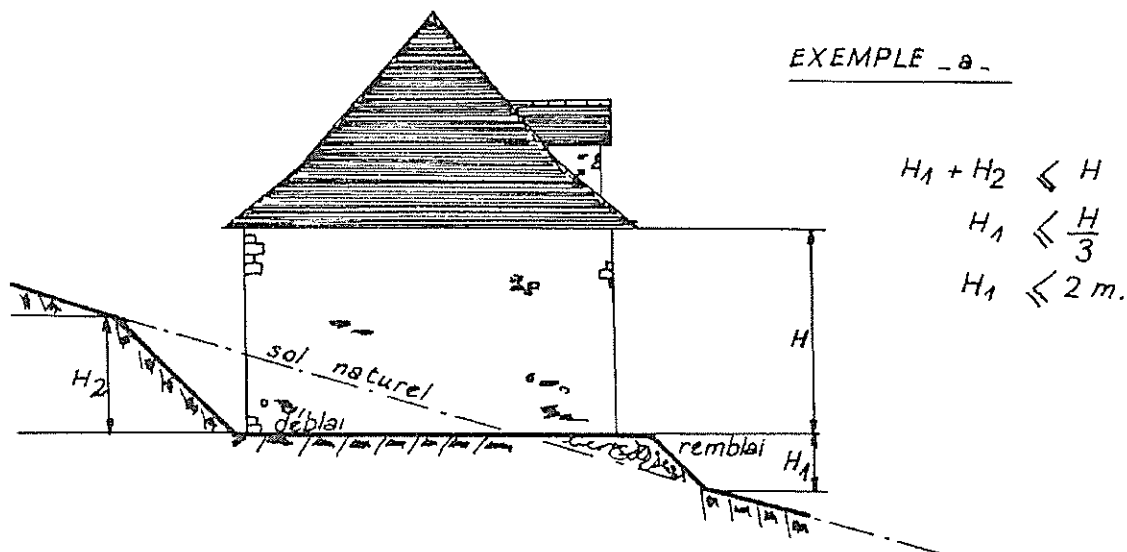 EXEMPLE _a_
H1 + H2 ⩽ H
H1 ⩽ H/3
H1 ⩽ 2 m.
H
H2
sol naturel
déblai
remblai
H1